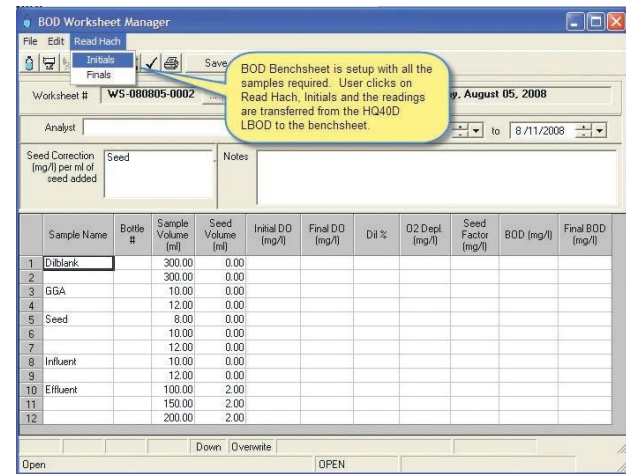 BOD Worksheet Manager
File Edit Read Hach
Initials
Finals
Save
BOD Benchsheet is setup with all the
samples required. User clicks on
Read Hach, Initials and the readings
are transferred from the HQ40D
LBOD to the benchsheet.
Worksheet # WS-080805-0002 ... y, August 05, 2008
Analyst to 8/11/2008
Seed Correction
(mg/l) per ml of
seed added
Seed
Notes
Sample Name Bottle # Sample Volume (ml) Seed Volume (ml) Initial DO (mg/l) Final DO (mg/l) Dil % O2 Depl. (mg/l) Seed Factor (mg/l) BOD (mg/l) Final BOD (mg/l)
1 Dilblank 300.00 0.00
2 300.00 0.00
3 GGA 10.00 0.00
4 12.00 0.00
5 Seed 8.00 0.00
6 10.00 0.00
7 12.00 0.00
8 Influent 10.00 0.00
9 12.00 0.00
10 Effluent 100.00 2.00
11 150.00 2.00
12 200.00 2.00
Down Overwrite
Open OPEN